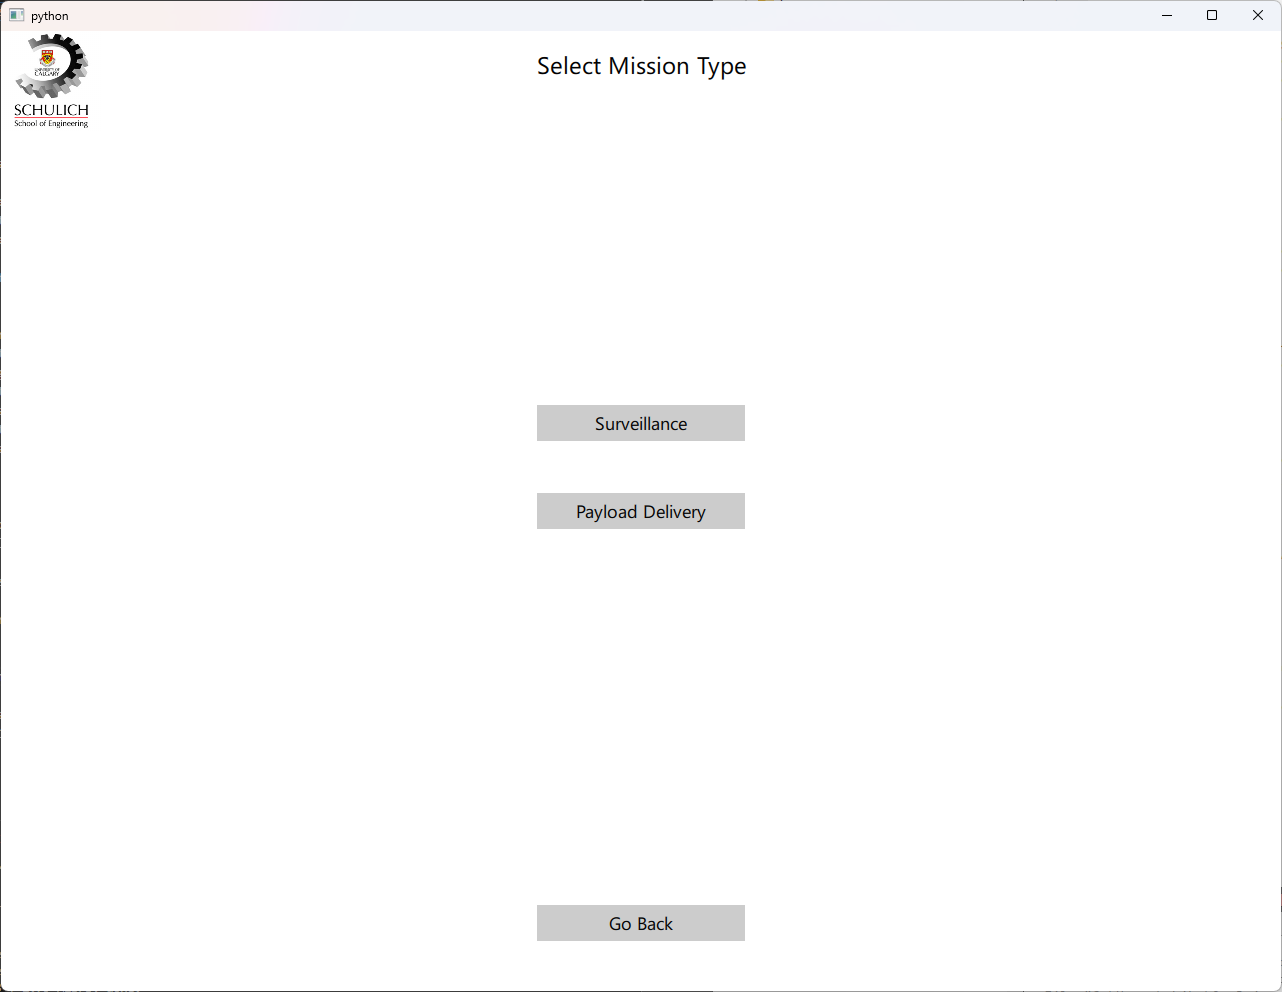 python
Select Mission Type
UNIVERSITY OF
CALGARY
SCHULICH
School of Engineering
Surveillance
Payload Delivery
Go Back